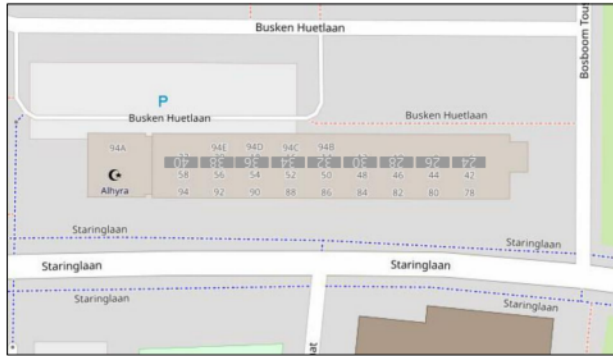 Busken Huetlaan
Bosboom Tous
P
Busken Huetlaan
Busken Huetlaan
94A
94E 94D 94C 94B
40 38 36 34 32 30 28 26 24
58 56 54 52 50 48 46 44 42
Alhyra
94 92 90 88 86 84 82 80 78
Staringlaan
Staringlaan
Staringlaan
Staringlaan
Staringlaan
Staringlaan
aat